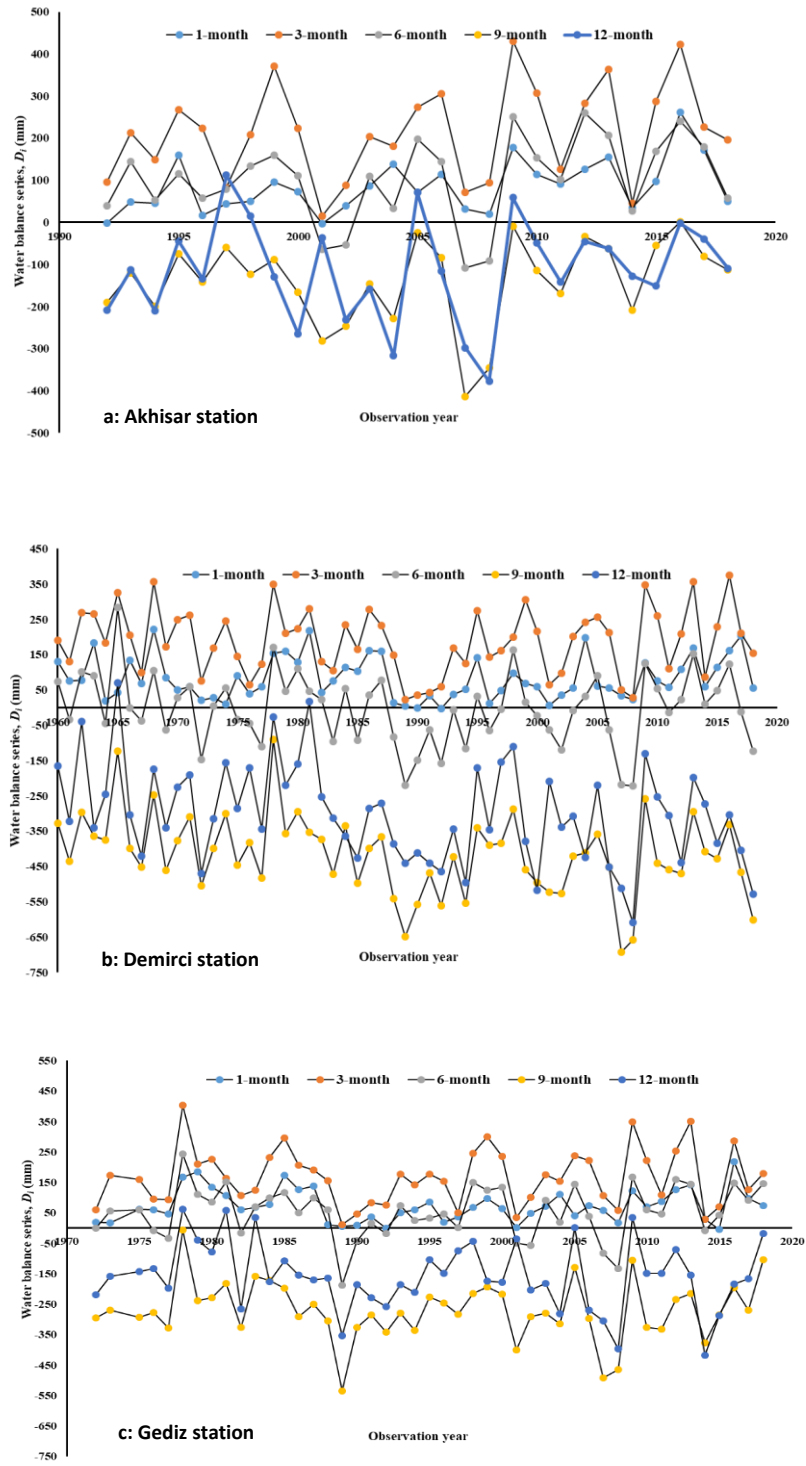 500
1-month 3-month 6-month 9-month 12-month
400
300
200
100
0
1990 1995 2000 2005 2010 2015 2020
-100
-200
-300
-400
-500
Water balance series, Di (mm)
Observation year
a: Akhisar station
450
1-month 3-month 6-month 9-month 12-month
350
250
150
50
-50
1960 1965 1970 1975 1980 1985 1990 1995 2000 2005 2010 2015 2020
-150
-250
-350
-450
-550
-650
-750
Water balance series, Di (mm)
Observation year
b: Demirci station
550
1-month 3-month 6-month 9-month 12-month
450
350
250
150
50
-50
1970 1980 1990 2000 2010 2020
-150
-250
-350
-450
-550
-650
-750
Water balance series, Di (mm)
Observation year
c: Gediz station